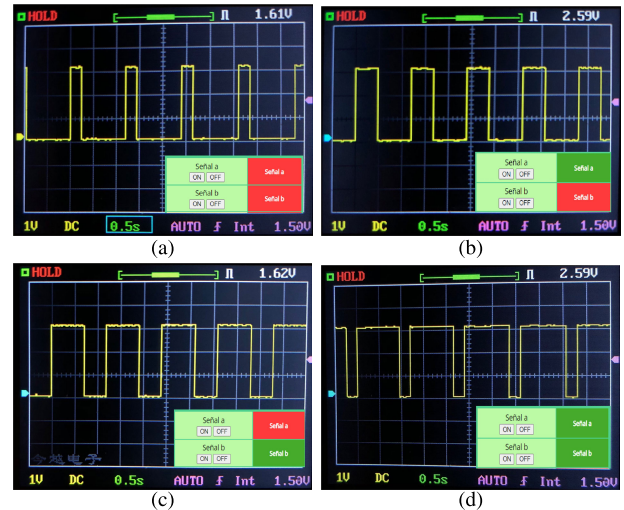 HOLD 1.61V
Señal a
ON OFF
Señal a
Señal b
ON OFF
Señal b
1V DC 0.5s AUTO Int 1.50V
(a)
HOLD 2.59V
Señal a
ON OFF
Señal a
Señal b
ON OFF
Señal b
1V DC 0.5s AUTO Int 1.50V
(b)
HOLD 1.62V
Señal a
ON OFF
Señal a
Señal b
ON OFF
Señal b
今越电子
1V DC 0.5s AUTO Int 1.50V
(c)
HOLD 2.59V
Señal a
ON OFF
Señal a
Señal b
ON OFF
Señal b
1V DC 0.5s AUTO Int 1.50V
(d)